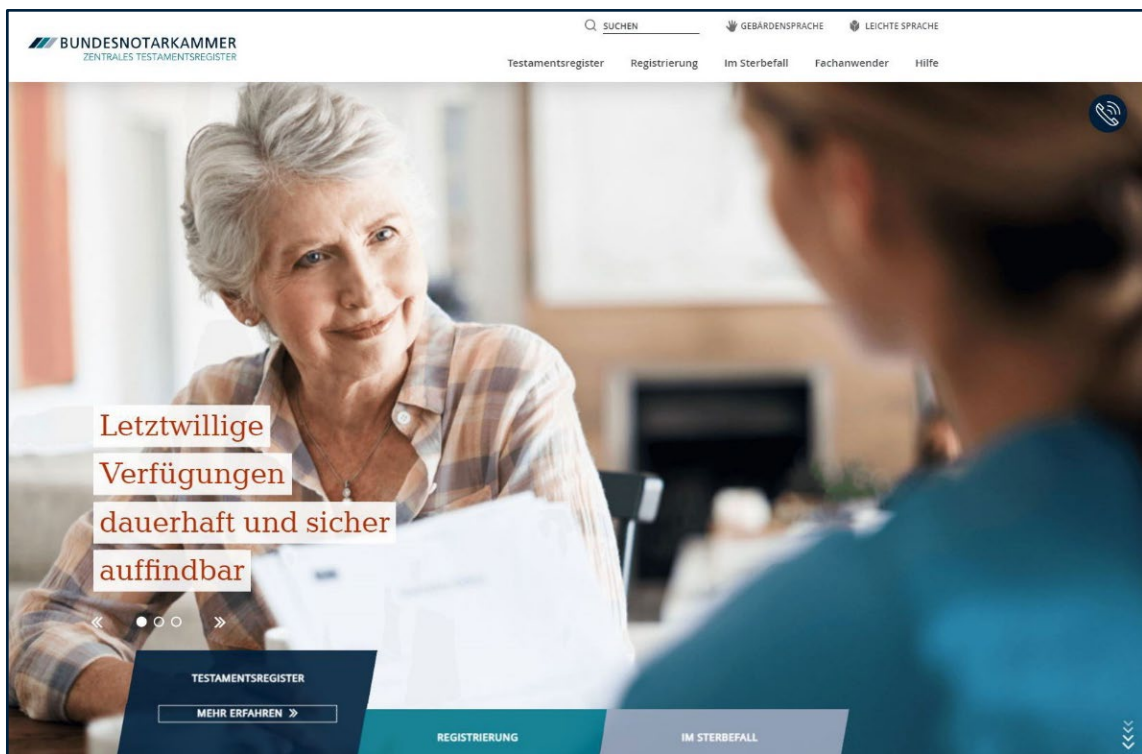 SUCHEN
GEBÄRDENSPRACHE
LEICHTE SPRACHE
BUNDESNOTARKAMMER
ZENTRALES TESTAMENTSREGISTER
Testamentsregister
Registrierung
Im Sterbefall
Fachanwender
Hilfe
Letztwillige
Verfügungen
dauerhaft und sicher
auffindbar
TESTAMENTSREGISTER
MEHR ERFAHREN »
REGISTRIERUNG
IM STERBEFALL